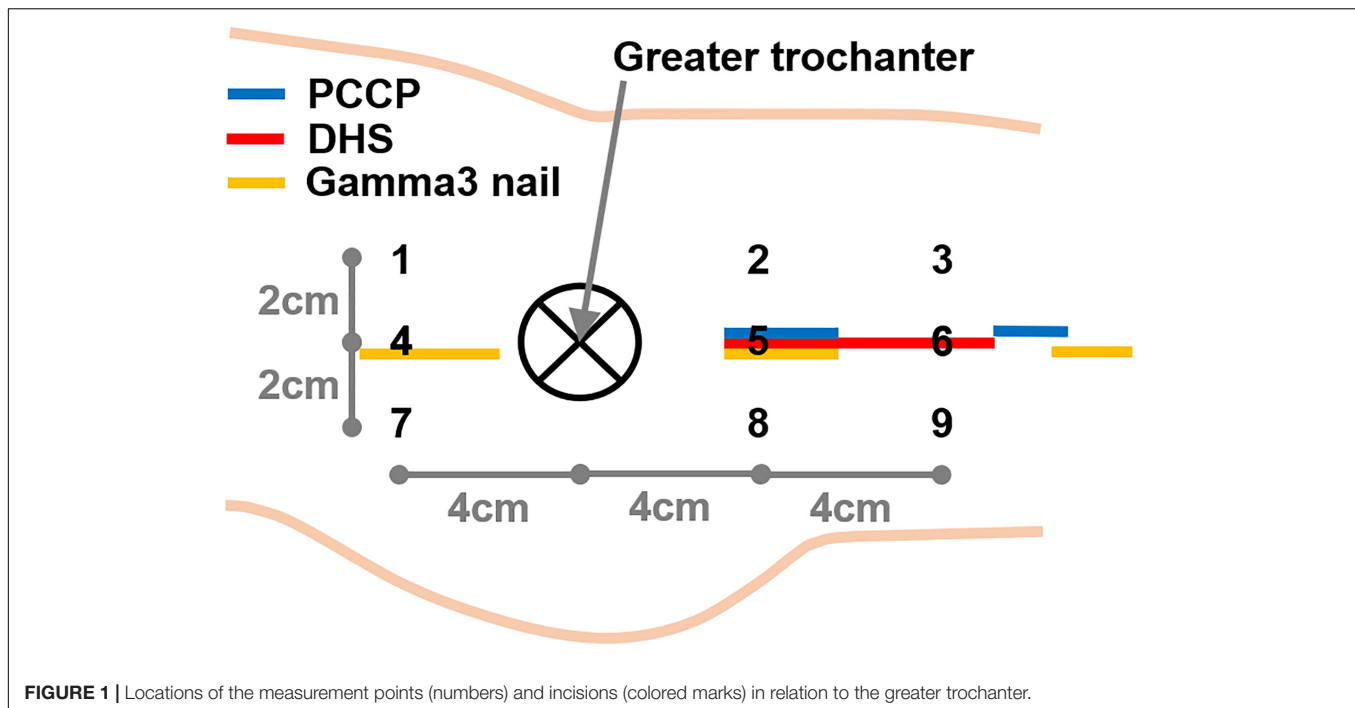 Greater trochanter
PCCP
DHS
Gamma3 nail
1 2 3
2cm
4 5 6
2cm
7 8 9
4cm 4cm 4cm
FIGURE 1 | Locations of the measurement points (numbers) and incisions (colored marks) in relation to the greater trochanter.